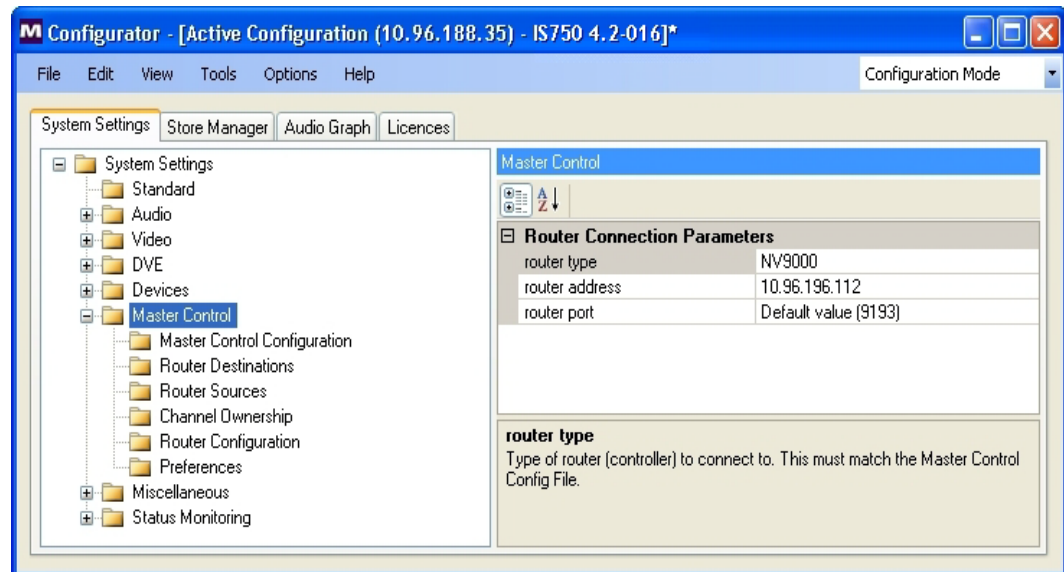 M Configurator - [Active Configuration (10.96.188.35) - IS750 4.2-016]*
File Edit View Tools Options Help Configuration Mode
System Settings Store Manager Audio Graph Licences
System Settings
Standard
Audio
Video
DVE
Devices
Master Control
Master Control Configuration
Router Destinations
Router Sources
Channel Ownership
Router Configuration
Preferences
Miscellaneous
Status Monitoring
Master Control
A Z
Router Connection Parameters
router type NV9000
router address 10.96.196.112
router port Default value (9193)
router type
Type of router (controller) to connect to. This must match the Master Control
Config File.